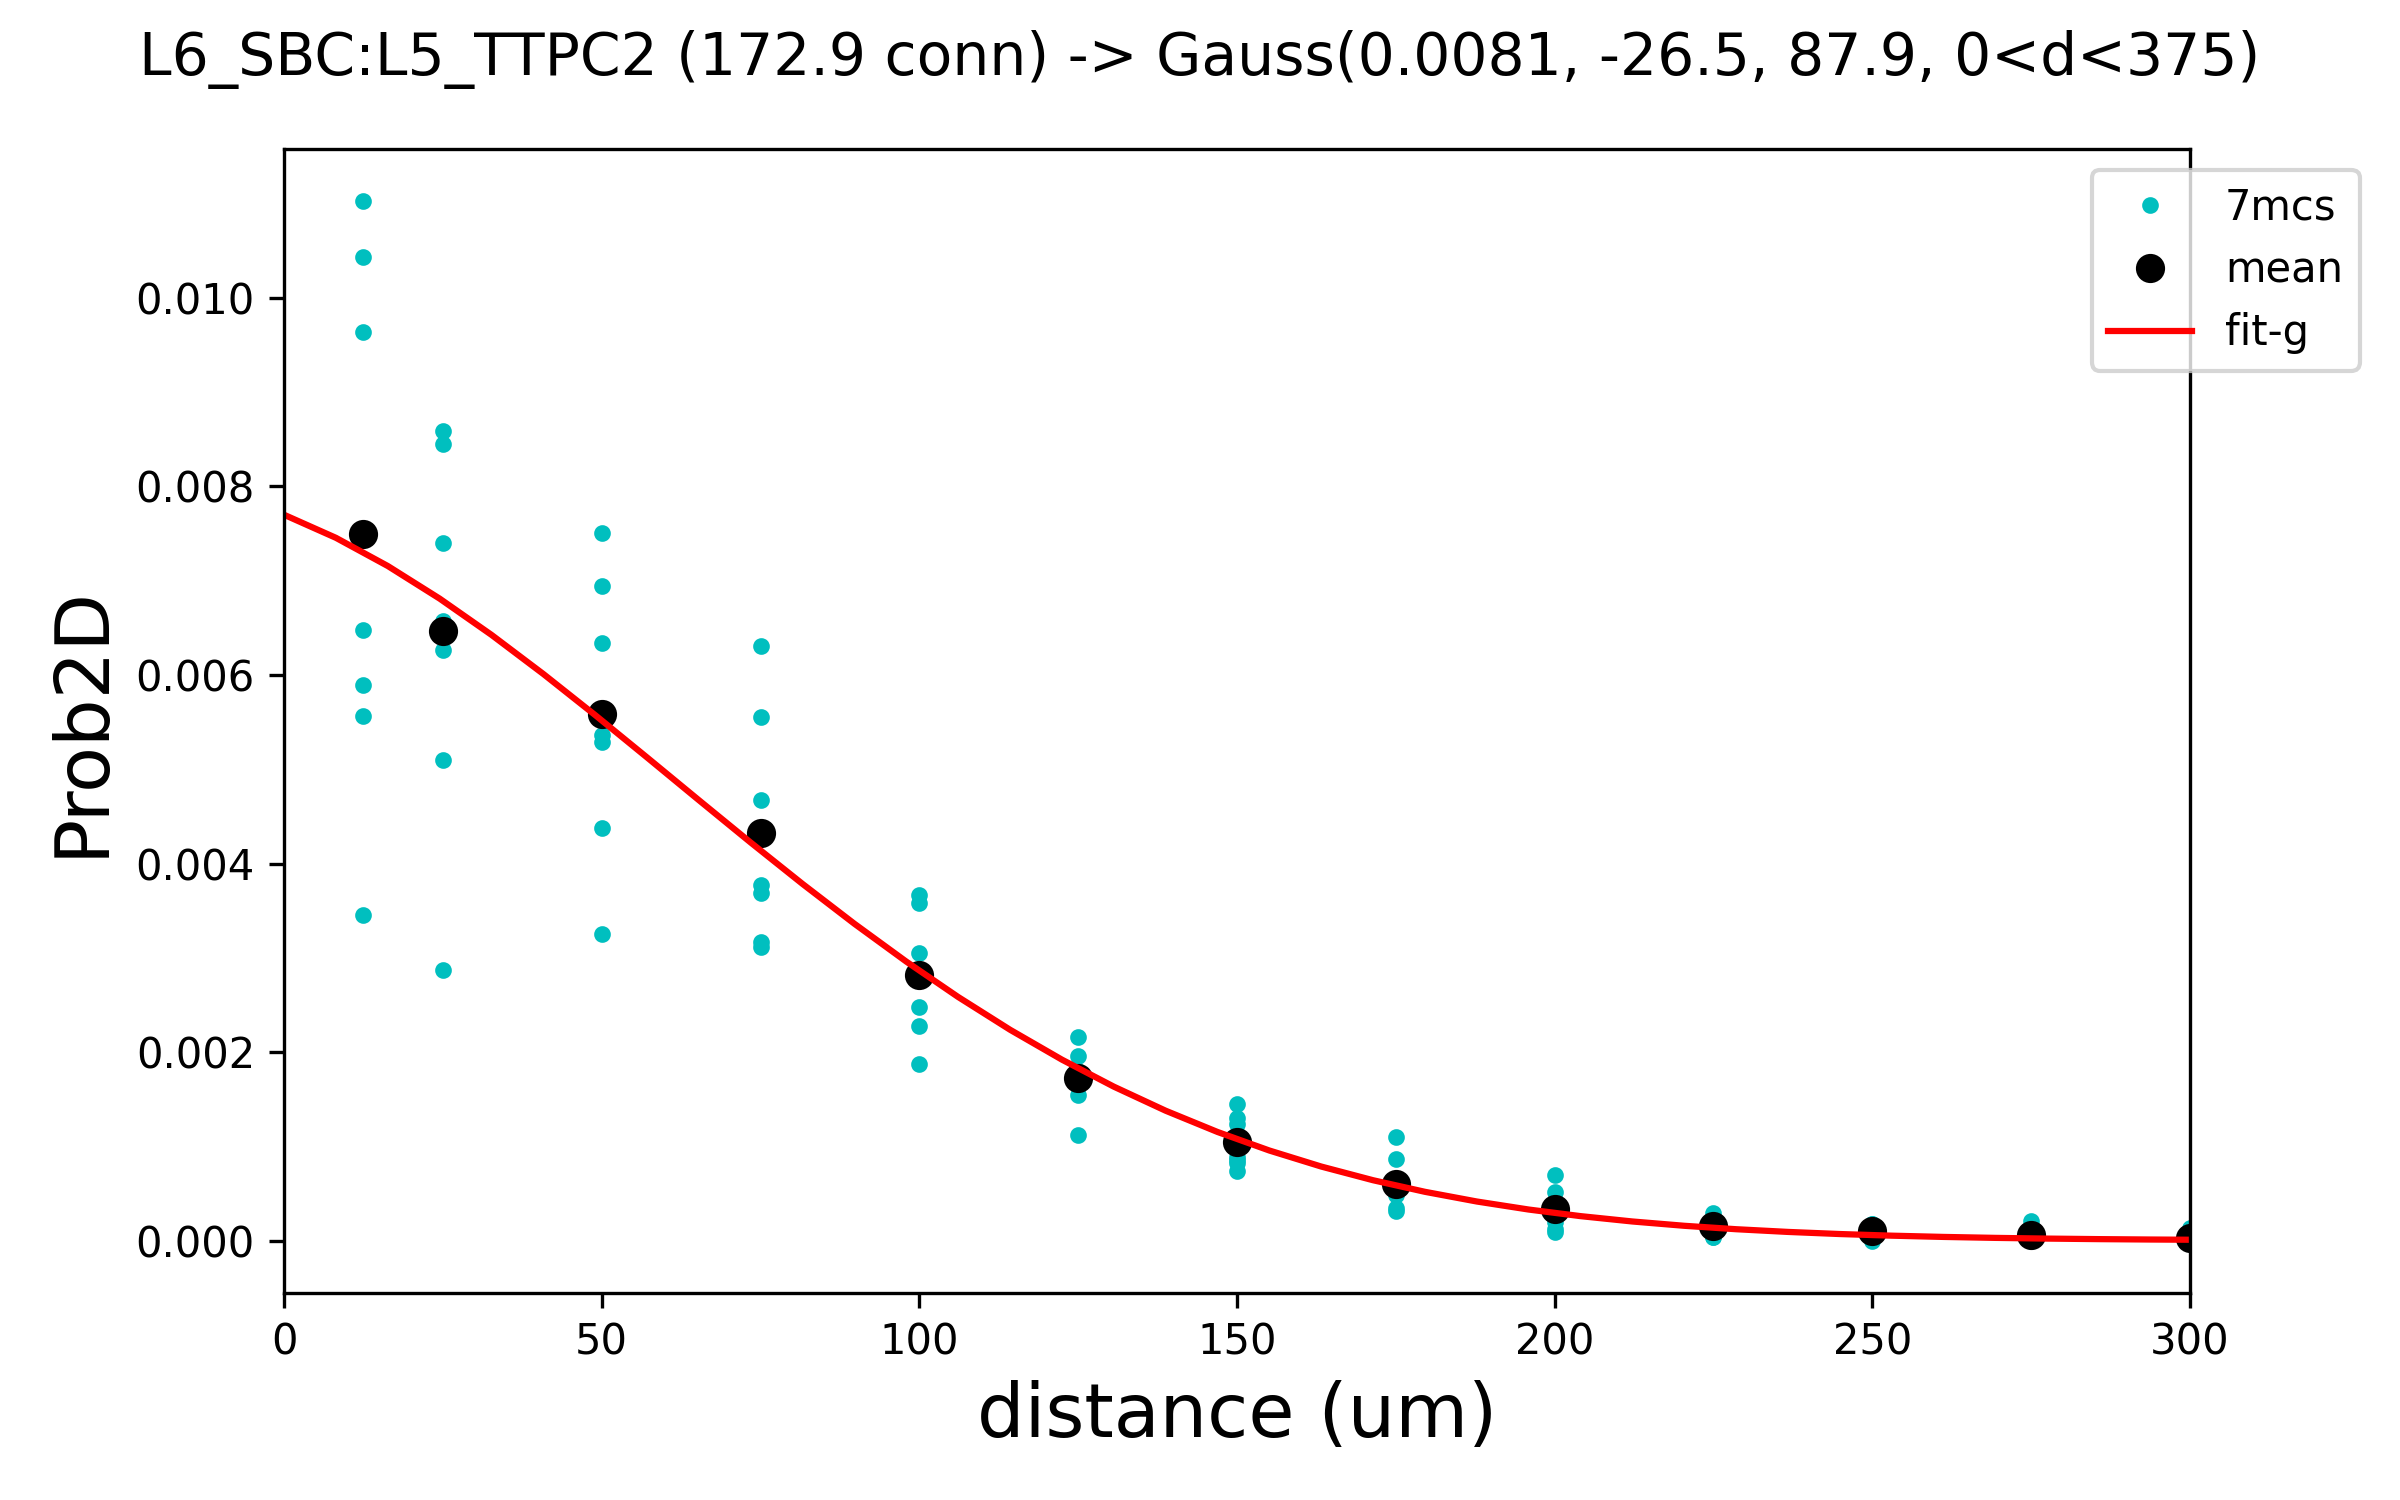 L6_SBC:L5_TTPC2 (172.9 conn) -> Gauss(0.0081, -26.5, 87.9, 0<d<375)
7mcs
mean
fit-g
0.010
0.008
0.006
0.004
0.002
0.000
Prob2D
0 50 100 150 200 250 300
distance (um)